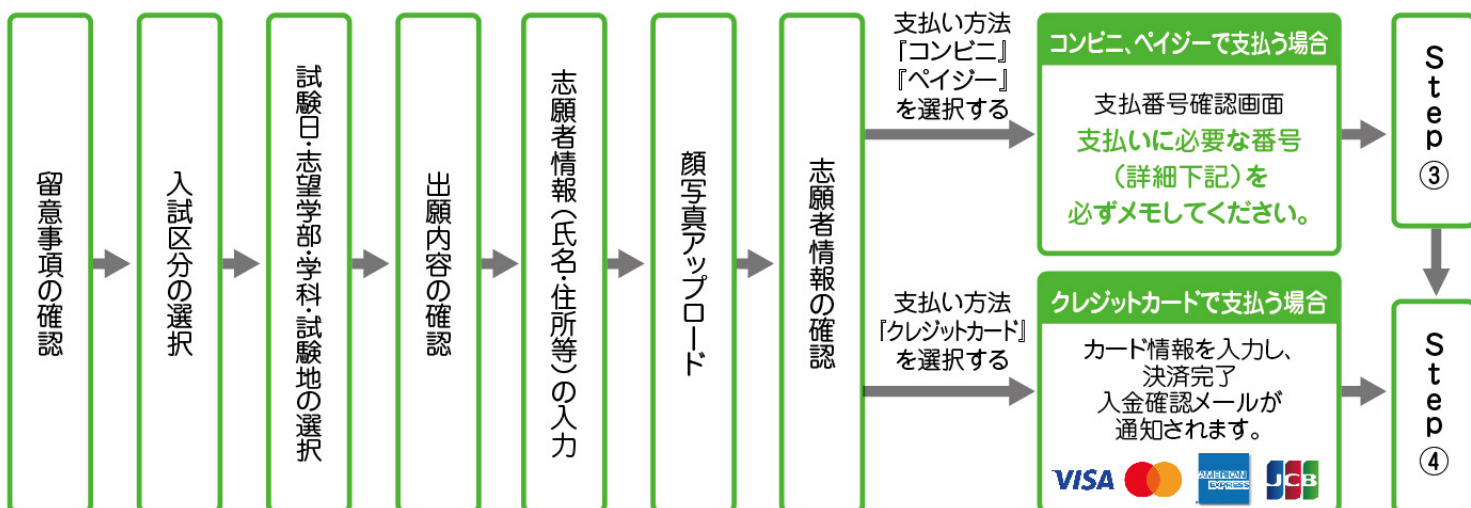 留意事項の確認
入試区分の選択
試験日・志望学部・学科・試験地の選択
出願内容の確認
志願者情報(氏名・住所等)の入力
顔写真アップロード
志願者情報の確認
支払い方法
『コンビニ』
『ペイジー』
を選択する
コンビニ、ペイジーで支払う場合
支払番号確認画面
支払いに必要な番号
(詳細下記)を
必ずメモしてください。
Step③
支払い方法
『クレジットカード』
を選択する
クレジットカードで支払う場合
カード情報を入力し、
決済完了
入金確認メールが
通知されます。
VISA
AMERICAN
EXPRESS
JCB
Step④